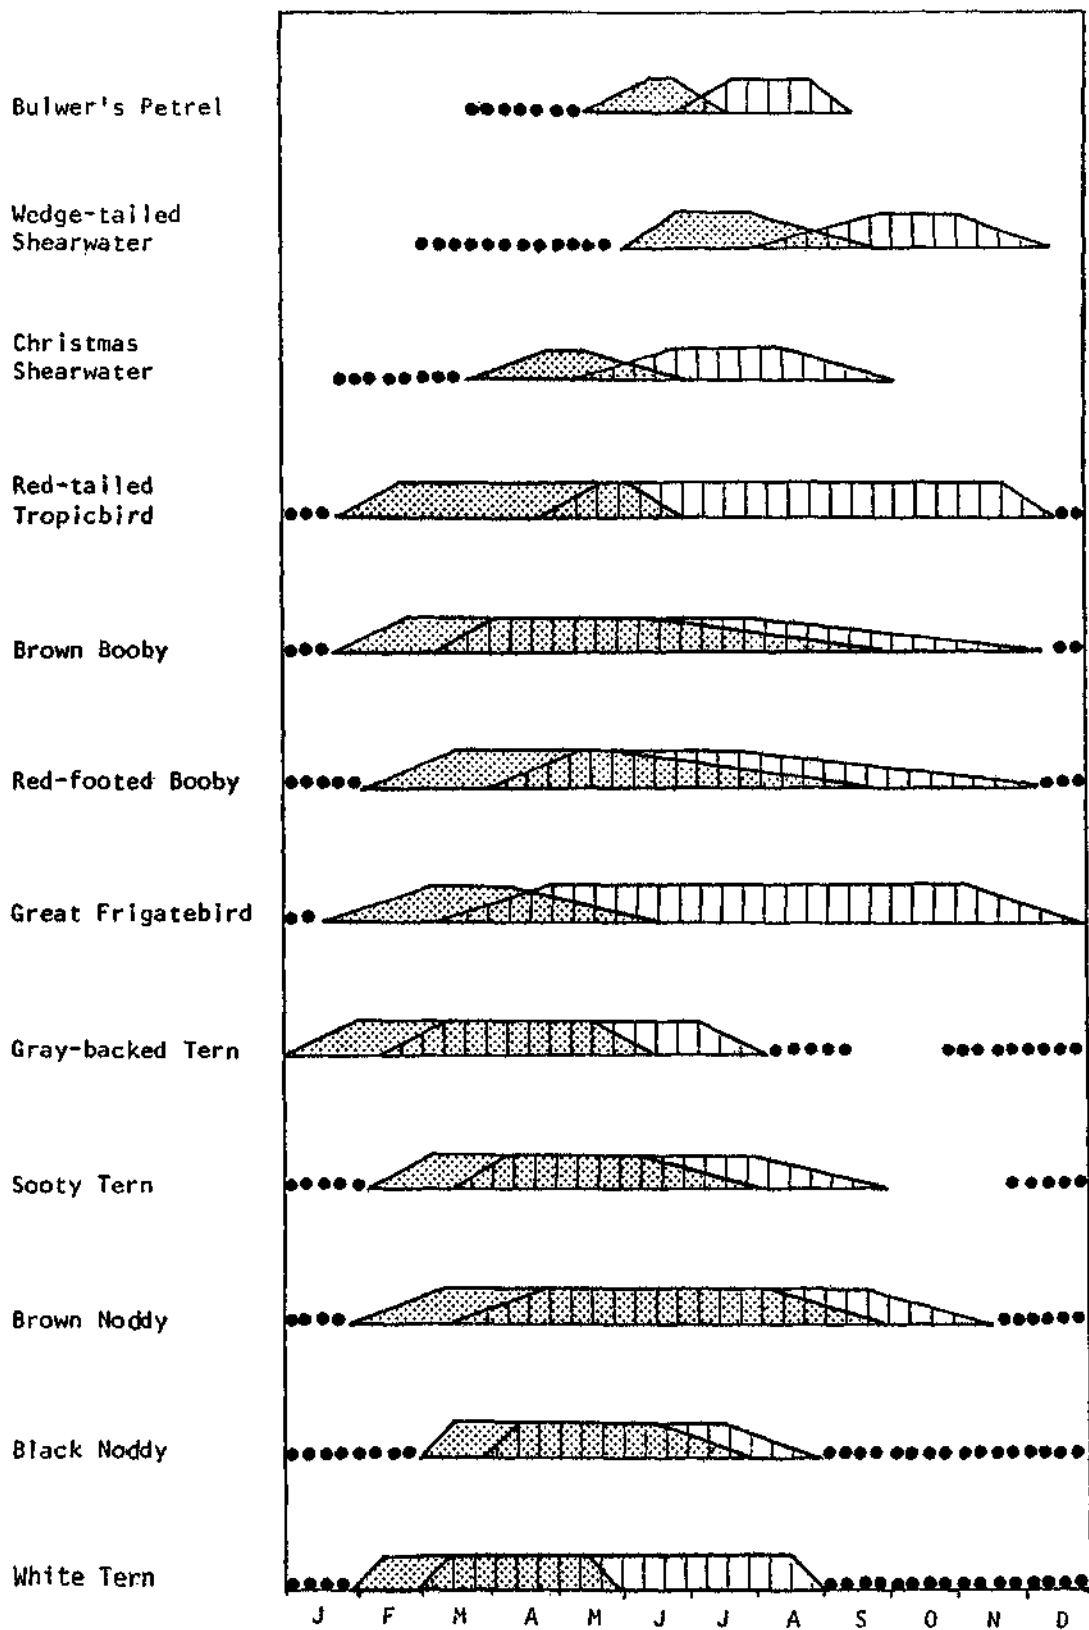 Bulwer's Petrel
Wedge-tailed
Shearwater
Christmas
Shearwater
Red-tailed
Tropicbird
Brown Booby
Red-footed Booby
Great Frigatebird
Gray-backed Tern
Sooty Tern
Brown Noddy
Black Noddy
White Tern
J F M A M J J A S O N D